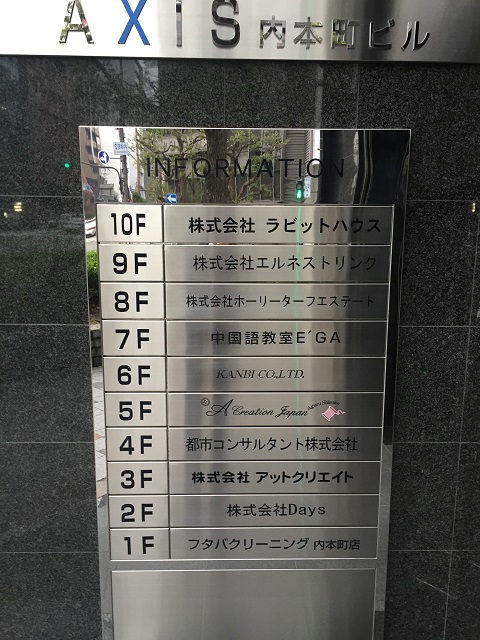 AXIS 内本町ビル
INFORMATION
10F 株式会社 ラビットハウス
9F 株式会社エルネストリンク
8F 株式会社ホーリーターフエステート
7F 中国語教室E'GA
6F KANBI CO.,LTD.
5F A Creation Japan
4F 都市コンサルタント株式会社
3F 株式会社 アットクリエイト
2F 株式会社Days
1F フタバクリーニング 内本町店